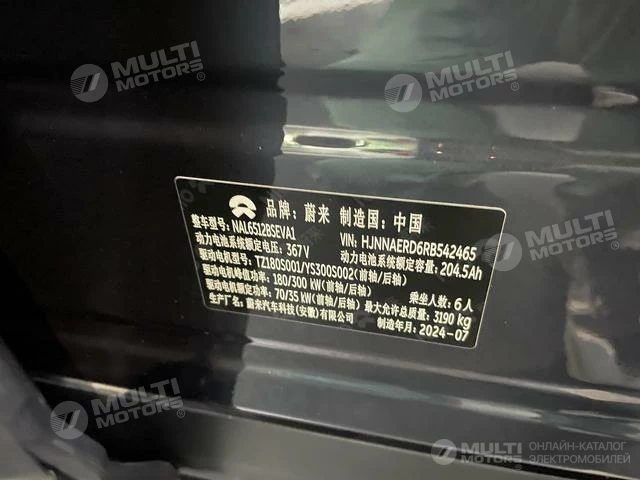 MULTI
MOTORS
MULTI
MOTORS
品牌: 蔚来 制造国: 中国
整车型号: NAL6512BSEVA1
VIN: HJNNAERD6RB542465
动力电池系统额定电压: 367V
动力电池系统额定容量: 204.5Ah
驱动电机型号: TZ180S001/YS300S002(前轴/后轴)
驱动电机峰值功率: 180/300 kW(前轴/后轴)
乘坐人数: 6人
驱动电机额定功率: 70/35 kW(前轴/后轴)
最大允许总质量: 3190 kg
生产厂名: 蔚来汽车科技(安徽)有限公司
制造年月: 2024-07
MULTI
MOTORS
MULTI
MOTORS
ОНЛАЙН-КАТАЛОГ
ЭЛЕКТРОМОБИЛЕЙ